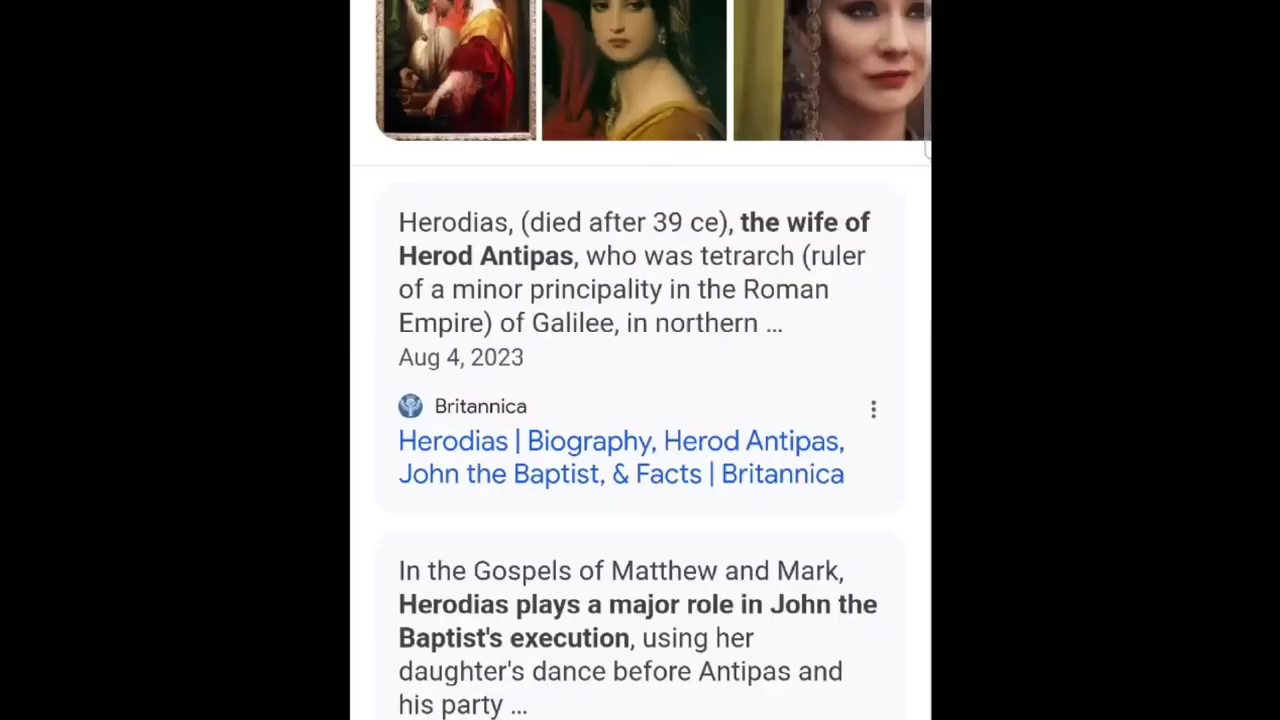 Herodias, (died after 39 ce), the wife of
Herod Antipas, who was tetrarch (ruler
of a minor principality in the Roman
Empire) of Galilee, in northern ...
Aug 4, 2023
Britannica
Herodias | Biography, Herod Antipas,
John the Baptist, & Facts | Britannica
In the Gospels of Matthew and Mark,
Herodias plays a major role in John the
Baptist's execution, using her
daughter's dance before Antipas and
his party ...